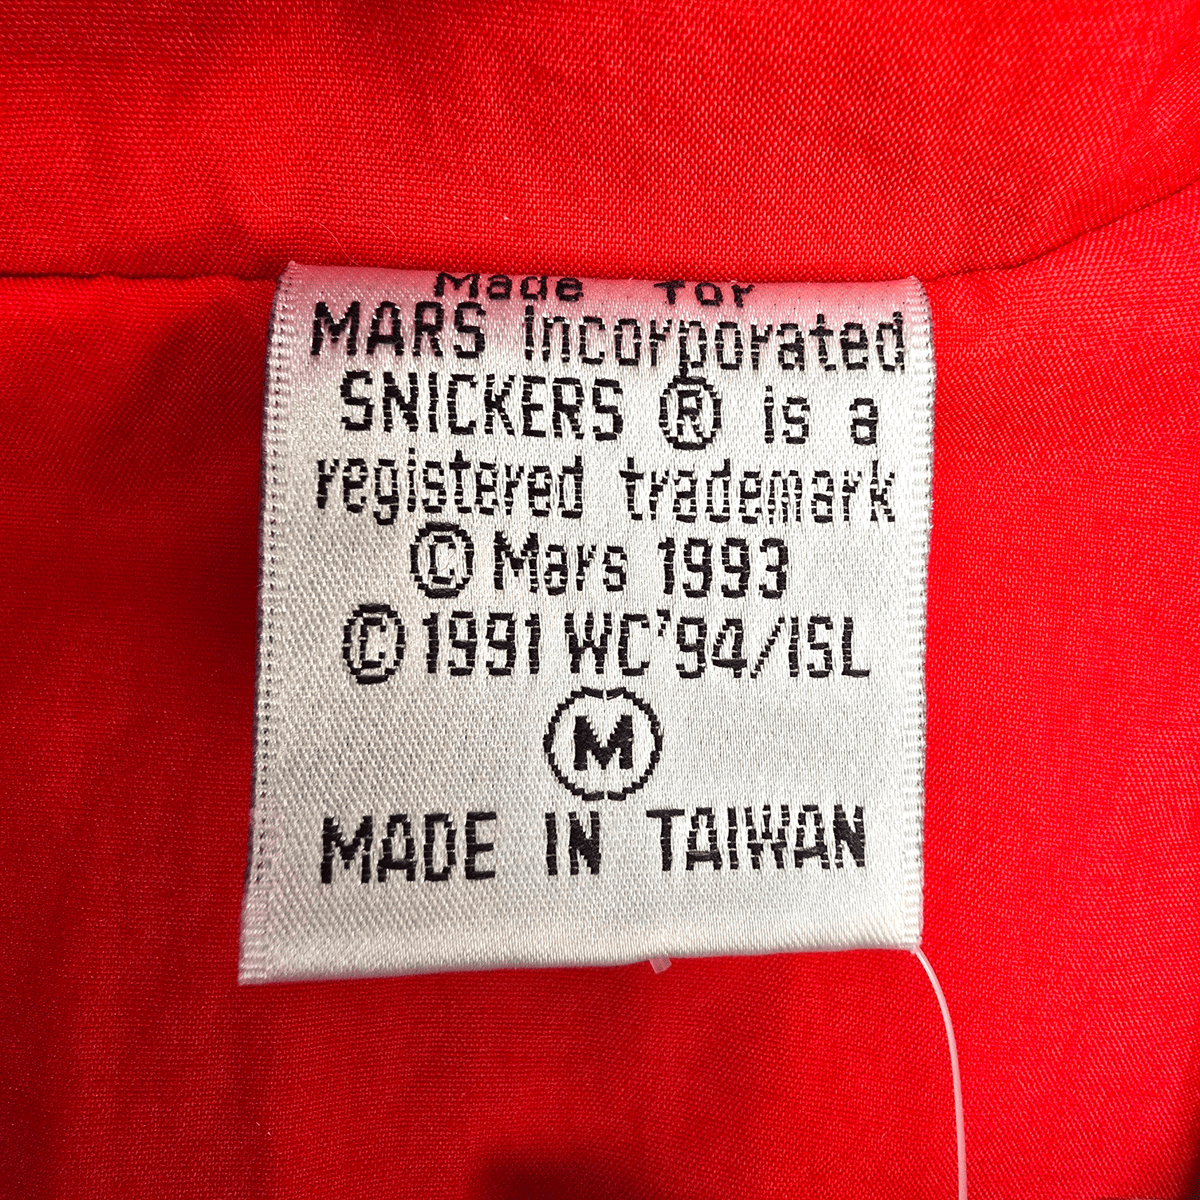 Made for
MARS Incorporated
SNICKERS ® is a
registered trademark
© Mars 1993
© 1991 WC'94/ISL
M
MADE IN TAIWAN